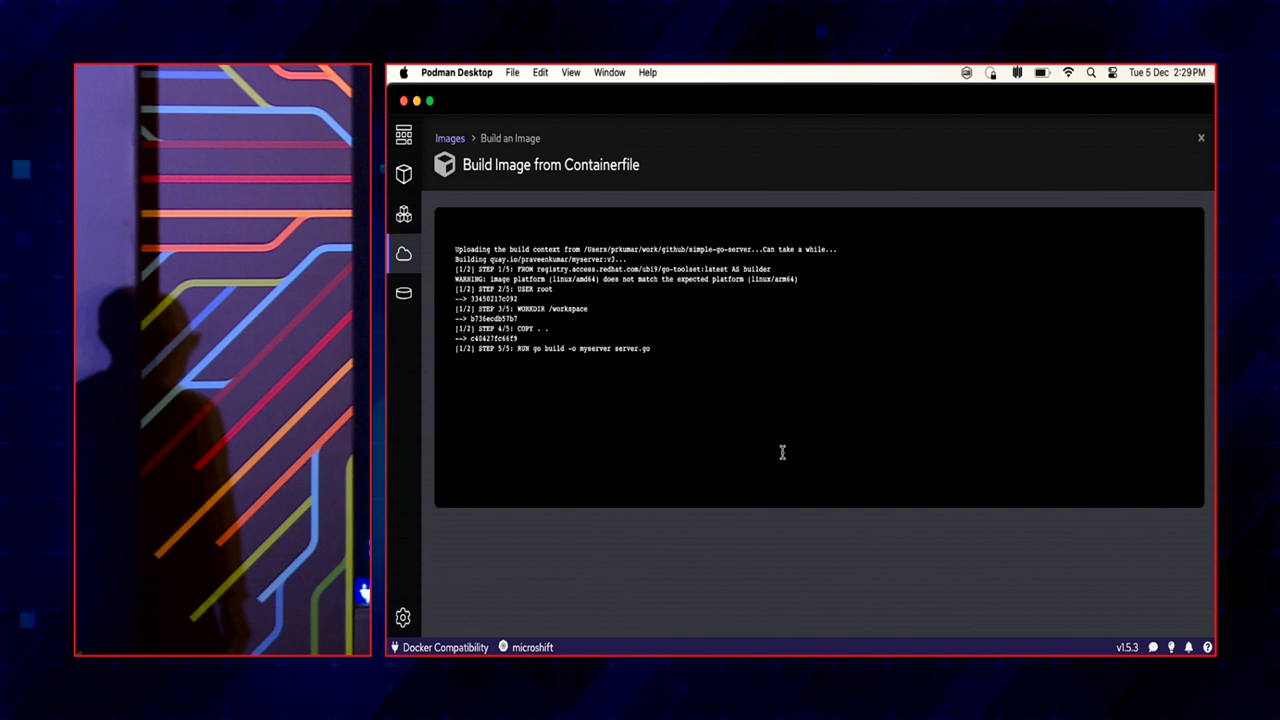 Podman Desktop File Edit View Window Help Tue 5 Dec 2:29 PM
Images > Build an Image x
Build Image from Containerfile
Uploading the build context from /Users/prkumar/work/github/simple-go-server...Can take a while...
Building quay.io/praveenkumar/myserver:v3...
[1/2] STEP 1/5: FROM registry.access.redhat.com/ubi9/go-toolset:latest AS builder
WARNING: image platform (linux/amd64) does not match the expected platform (linux/arm64)
[1/2] STEP 2/5: USER root
--> 33450217c092
[1/2] STEP 3/5: WORKDIR /workspace
--> b736ecdb57b7
[1/2] STEP 4/5: COPY . .
--> c40427fc66f9
[1/2] STEP 5/5: RUN go build -o myserver server.go
Docker Compatibility microshift v1.5.3